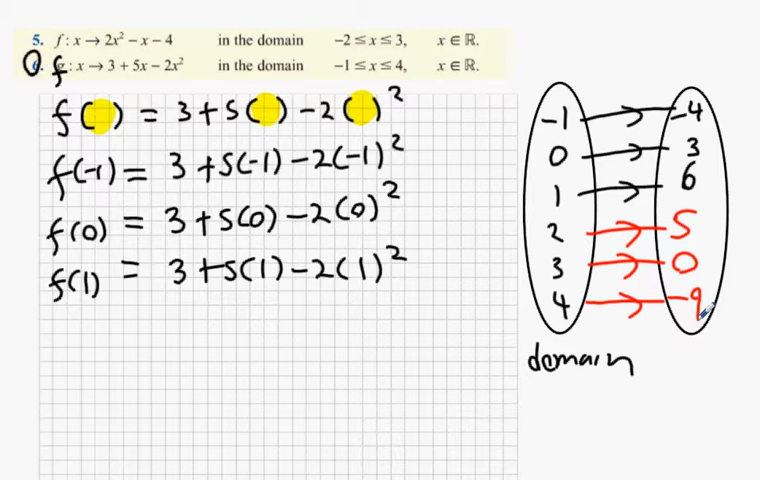 5. f : x → 2x² − x − 4 in the domain −2 ≤ x ≤ 3, x ∈ ℝ.
f : x → 3 + 5x − 2x² in the domain −1 ≤ x ≤ 4, x ∈ ℝ.
f( ) = 3+5( ) −2( )²
f(-1) = 3+5(-1) −2(-1)²
f(0) = 3+5(0) −2(0)²
f(1) = 3+5(1) −2(1)²
-1 → -4
0 → 3
1 → 6
2 → 5
3 → 0
4 → -9
domain